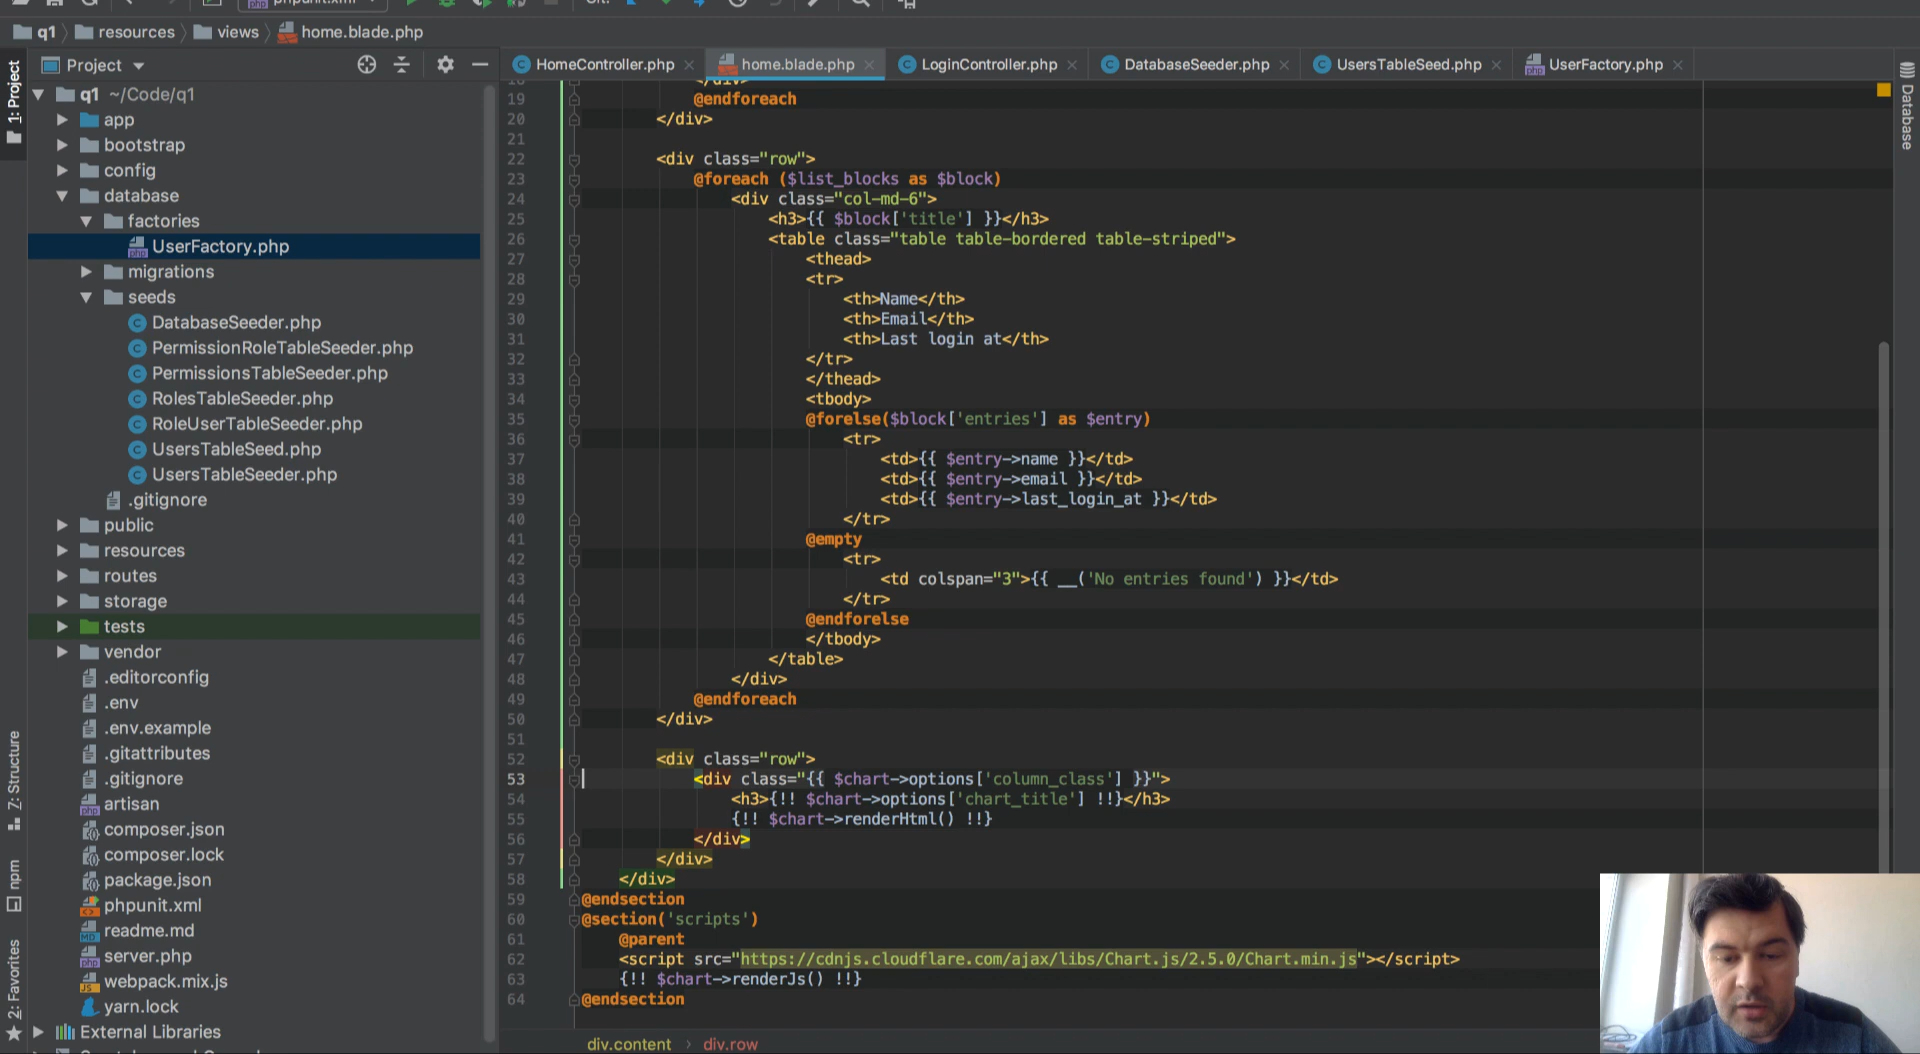 phpunit.xml
Git:
q1
resources
views
home.blade.php
Project
HomeController.php
home.blade.php
LoginController.php
DatabaseSeeder.php
UsersTableSeed.php
UserFactory.php
1: Project
7: Structure
npm
2: Favorites
Database
q1 ~/Code/q1
app
bootstrap
config
database
factories
UserFactory.php
migrations
seeds
DatabaseSeeder.php
PermissionRoleTableSeeder.php
PermissionsTableSeeder.php
RolesTableSeeder.php
RoleUserTableSeeder.php
UsersTableSeed.php
UsersTableSeeder.php
.gitignore
public
resources
routes
storage
tests
vendor
.editorconfig
.env
.env.example
.gitattributes
.gitignore
artisan
composer.json
composer.lock
package.json
phpunit.xml
readme.md
server.php
webpack.mix.js
yarn.lock
External Libraries
18 </div>
19 @endforeach
20 </div>
21
22 <div class="row">
23 @foreach ($list_blocks as $block)
24 <div class="col-md-6">
25 <h3>{{ $block['title'] }}</h3>
26 <table class="table table-bordered table-striped">
27 <thead>
28 <tr>
29 <th>Name</th>
30 <th>Email</th>
31 <th>Last login at</th>
32 </tr>
33 </thead>
34 <tbody>
35 @forelse($block['entries'] as $entry)
36 <tr>
37 <td>{{ $entry->name }}</td>
38 <td>{{ $entry->email }}</td>
39 <td>{{ $entry->last_login_at }}</td>
40 </tr>
41 @empty
42 <tr>
43 <td colspan="3">{{ __('No entries found') }}</td>
44 </tr>
45 @endforelse
46 </tbody>
47 </table>
48 </div>
49 @endforeach
50 </div>
51
52 <div class="row">
53 <div class="{{ $chart->options['column_class'] }}">
54 <h3>{!! $chart->options['chart_title'] !!}</h3>
55 {!! $chart->renderHtml() !!}
56 </div>
57 </div>
58 </div>
59 @endsection
60 @section('scripts')
61 @parent
62 <script src="https://cdnjs.cloudflare.com/ajax/libs/Chart.js/2.5.0/Chart.min.js"></script>
63 {!! $chart->renderJs() !!}
64 @endsection
div.content › div.row